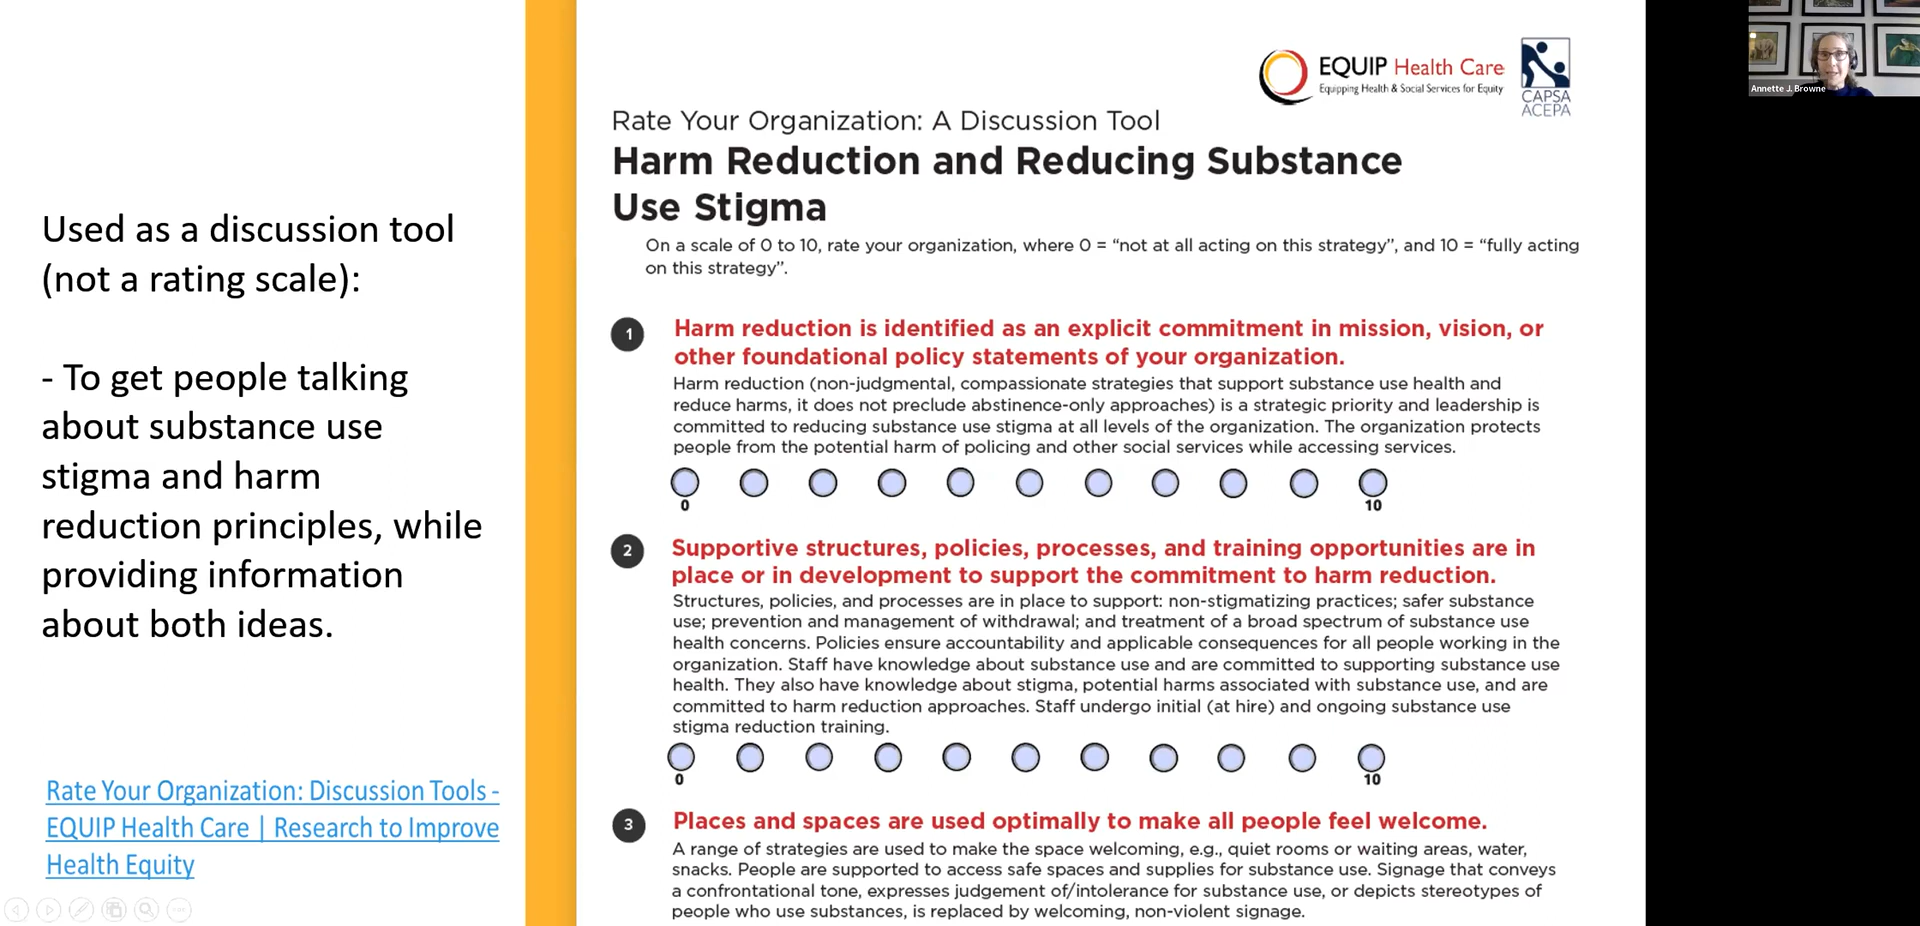 Used as a discussion tool
(not a rating scale):
- To get people talking
about substance use
stigma and harm
reduction principles, while
providing information
about both ideas.
Rate Your Organization: Discussion Tools -
EQUIP Health Care | Research to Improve
Health Equity
EQUIP Health Care
Equipping Health & Social Services for Equity
CAPSA
ACEPA
Rate Your Organization: A Discussion Tool
Harm Reduction and Reducing Substance
Use Stigma
On a scale of 0 to 10, rate your organization, where 0 = “not at all acting on this strategy”, and 10 = “fully acting
on this strategy”.
1
Harm reduction is identified as an explicit commitment in mission, vision, or
other foundational policy statements of your organization.
Harm reduction (non-judgmental, compassionate strategies that support substance use health and
reduce harms, it does not preclude abstinence-only approaches) is a strategic priority and leadership is
committed to reducing substance use stigma at all levels of the organization. The organization protects
people from the potential harm of policing and other social services while accessing services.
0 10
2
Supportive structures, policies, processes, and training opportunities are in
place or in development to support the commitment to harm reduction.
Structures, policies, and processes are in place to support: non-stigmatizing practices; safer substance
use; prevention and management of withdrawal; and treatment of a broad spectrum of substance use
health concerns. Policies ensure accountability and applicable consequences for all people working in the
organization. Staff have knowledge about substance use and are committed to supporting substance use
health. They also have knowledge about stigma, potential harms associated with substance use, and are
committed to harm reduction approaches. Staff undergo initial (at hire) and ongoing substance use
stigma reduction training.
0 10
3
Places and spaces are used optimally to make all people feel welcome.
A range of strategies are used to make the space welcoming, e.g., quiet rooms or waiting areas, water,
snacks. People are supported to access safe spaces and supplies for substance use. Signage that conveys
a confrontational tone, expresses judgement of/intolerance for substance use, or depicts stereotypes of
people who use substances, is replaced by welcoming, non-violent signage.
Annette J. Browne